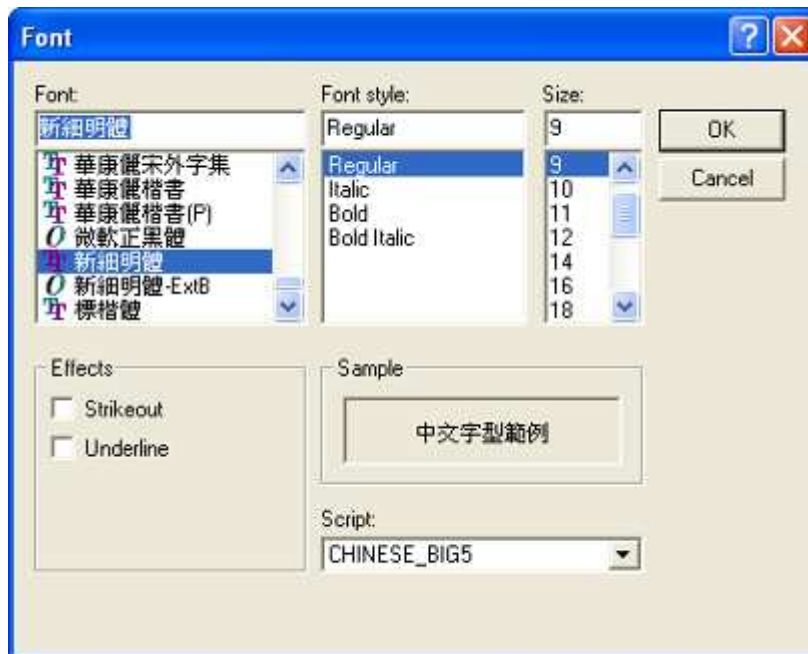 Font
Font:
新細明體
華康儷宋外字集
華康儷楷書
華康儷楷書(P)
微軟正黑體
新細明體
新細明體-ExtB
標楷體
Font style:
Regular
Regular
Italic
Bold
Bold Italic
Size:
9
9
10
11
12
14
16
18
OK
Cancel
Effects
Strikeout
Underline
Sample
中文字型範例
Script:
CHINESE_BIG5